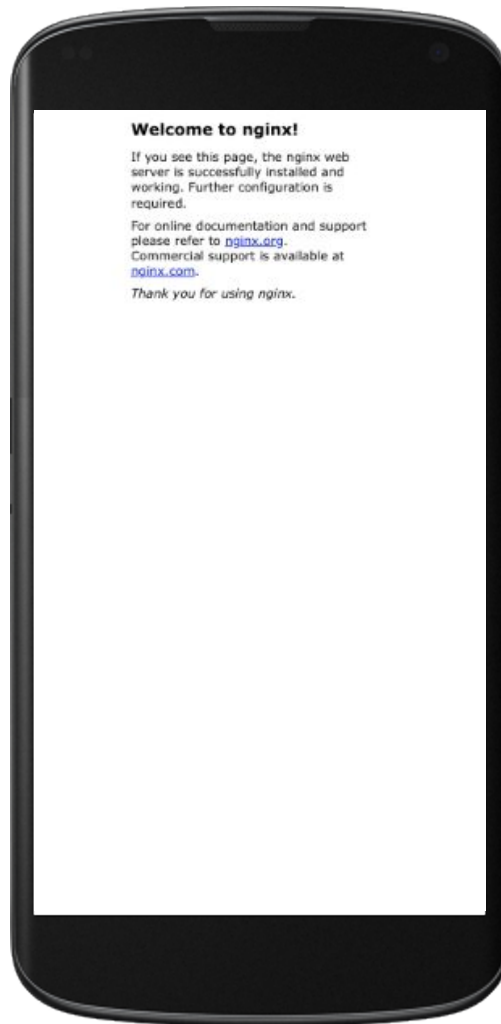 Welcome to nginx!
If you see this page, the nginx web
server is successfully installed and
working. Further configuration is
required.
For online documentation and support
please refer to nginx.org.
Commercial support is available at
nginx.com.
Thank you for using nginx.